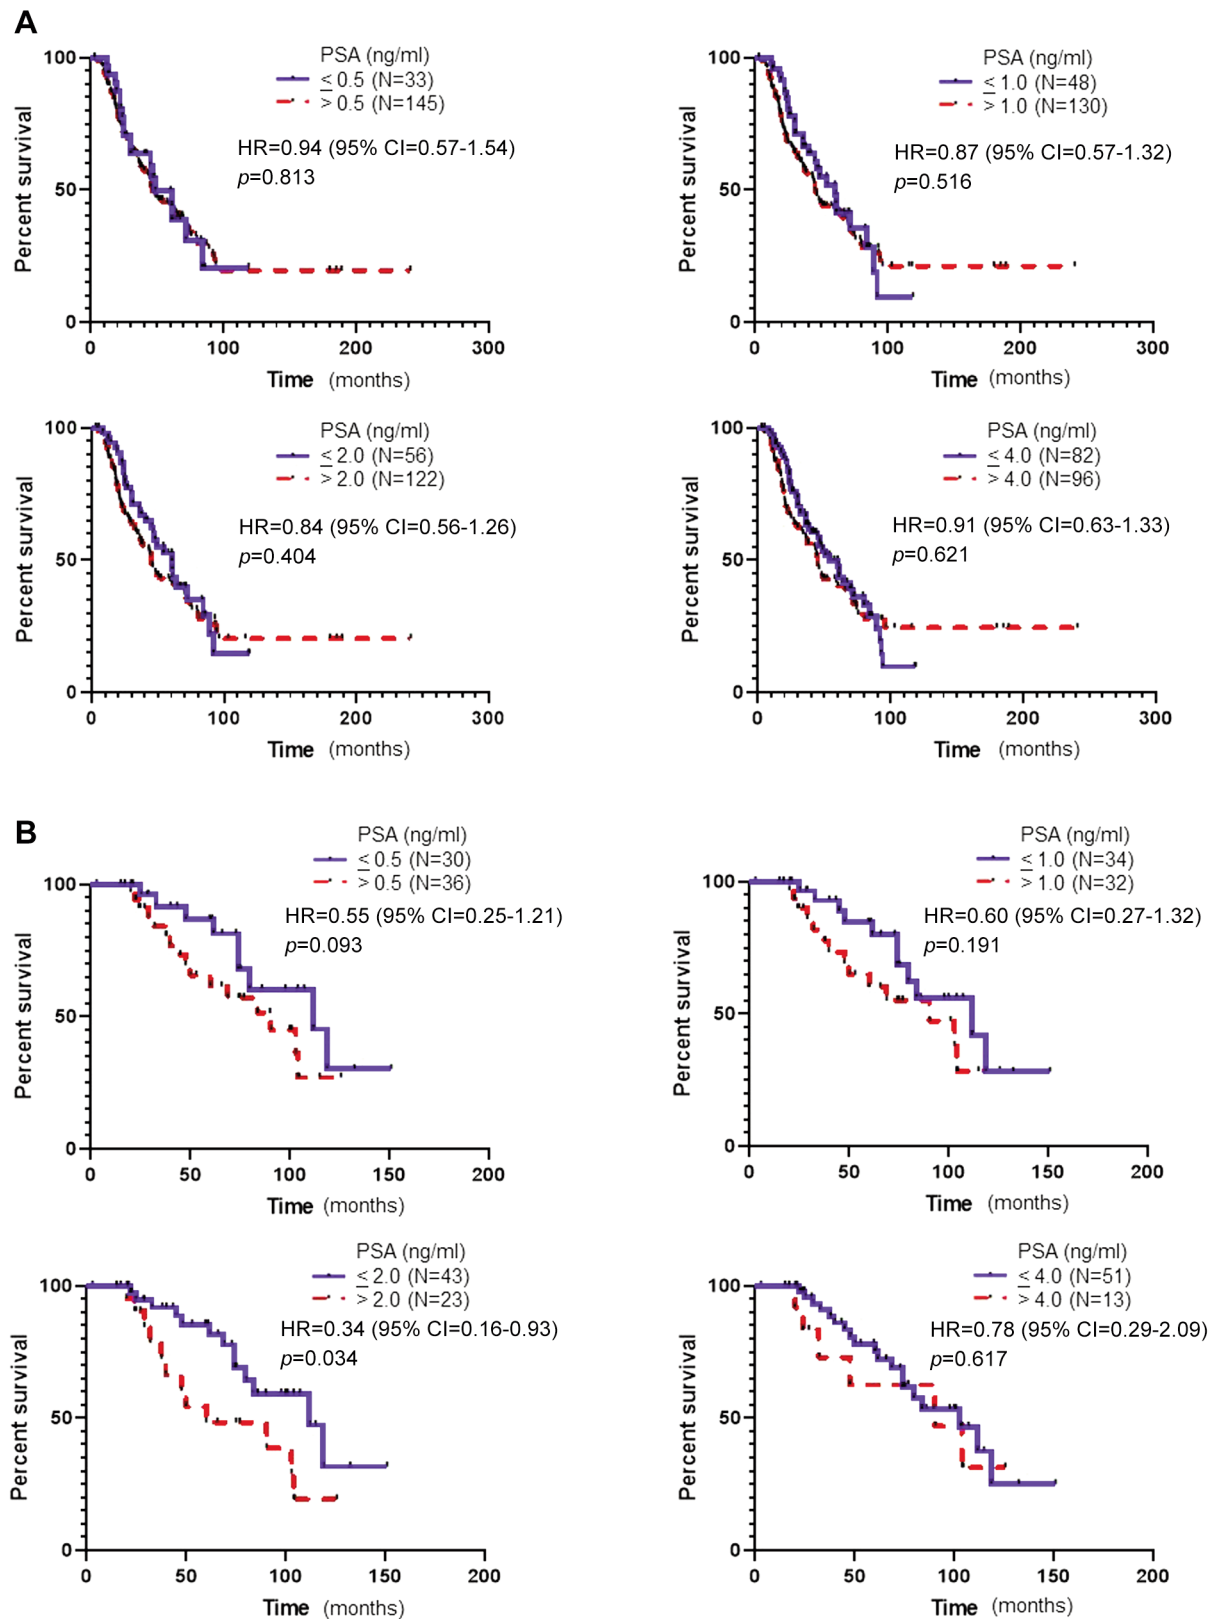 A
PSA (ng/ml)
≤ 0.5 (N=33)
> 0.5 (N=145)
HR=0.94 (95% CI=0.57-1.54)
p=0.813
Percent survival
100
50
0
0 100 200 300
Time (months)
PSA (ng/ml)
≤ 1.0 (N=48)
> 1.0 (N=130)
HR=0.87 (95% CI=0.57-1.32)
p=0.516
Percent survival
100
50
0
0 100 200 300
Time (months)
PSA (ng/ml)
≤ 2.0 (N=56)
> 2.0 (N=122)
HR=0.84 (95% CI=0.56-1.26)
p=0.404
Percent survival
100
50
0
0 100 200 300
Time (months)
PSA (ng/ml)
≤ 4.0 (N=82)
> 4.0 (N=96)
HR=0.91 (95% CI=0.63-1.33)
p=0.621
Percent survival
100
50
0
0 100 200 300
Time (months)
B
PSA (ng/ml)
≤ 0.5 (N=30)
> 0.5 (N=36)
HR=0.55 (95% CI=0.25-1.21)
p=0.093
Percent survival
100
50
0
0 50 100 150 200
Time (months)
PSA (ng/ml)
≤ 1.0 (N=34)
> 1.0 (N=32)
HR=0.60 (95% CI=0.27-1.32)
p=0.191
Percent survival
100
50
0
0 50 100 150 200
Time (months)
PSA (ng/ml)
≤ 2.0 (N=43)
> 2.0 (N=23)
HR=0.34 (95% CI=0.16-0.93)
p=0.034
Percent survival
100
50
0
0 50 100 150 200
Time (months)
PSA (ng/ml)
≤ 4.0 (N=51)
> 4.0 (N=13)
HR=0.78 (95% CI=0.29-2.09)
p=0.617
Percent survival
100
50
0
0 50 100 150 200
Time (months)